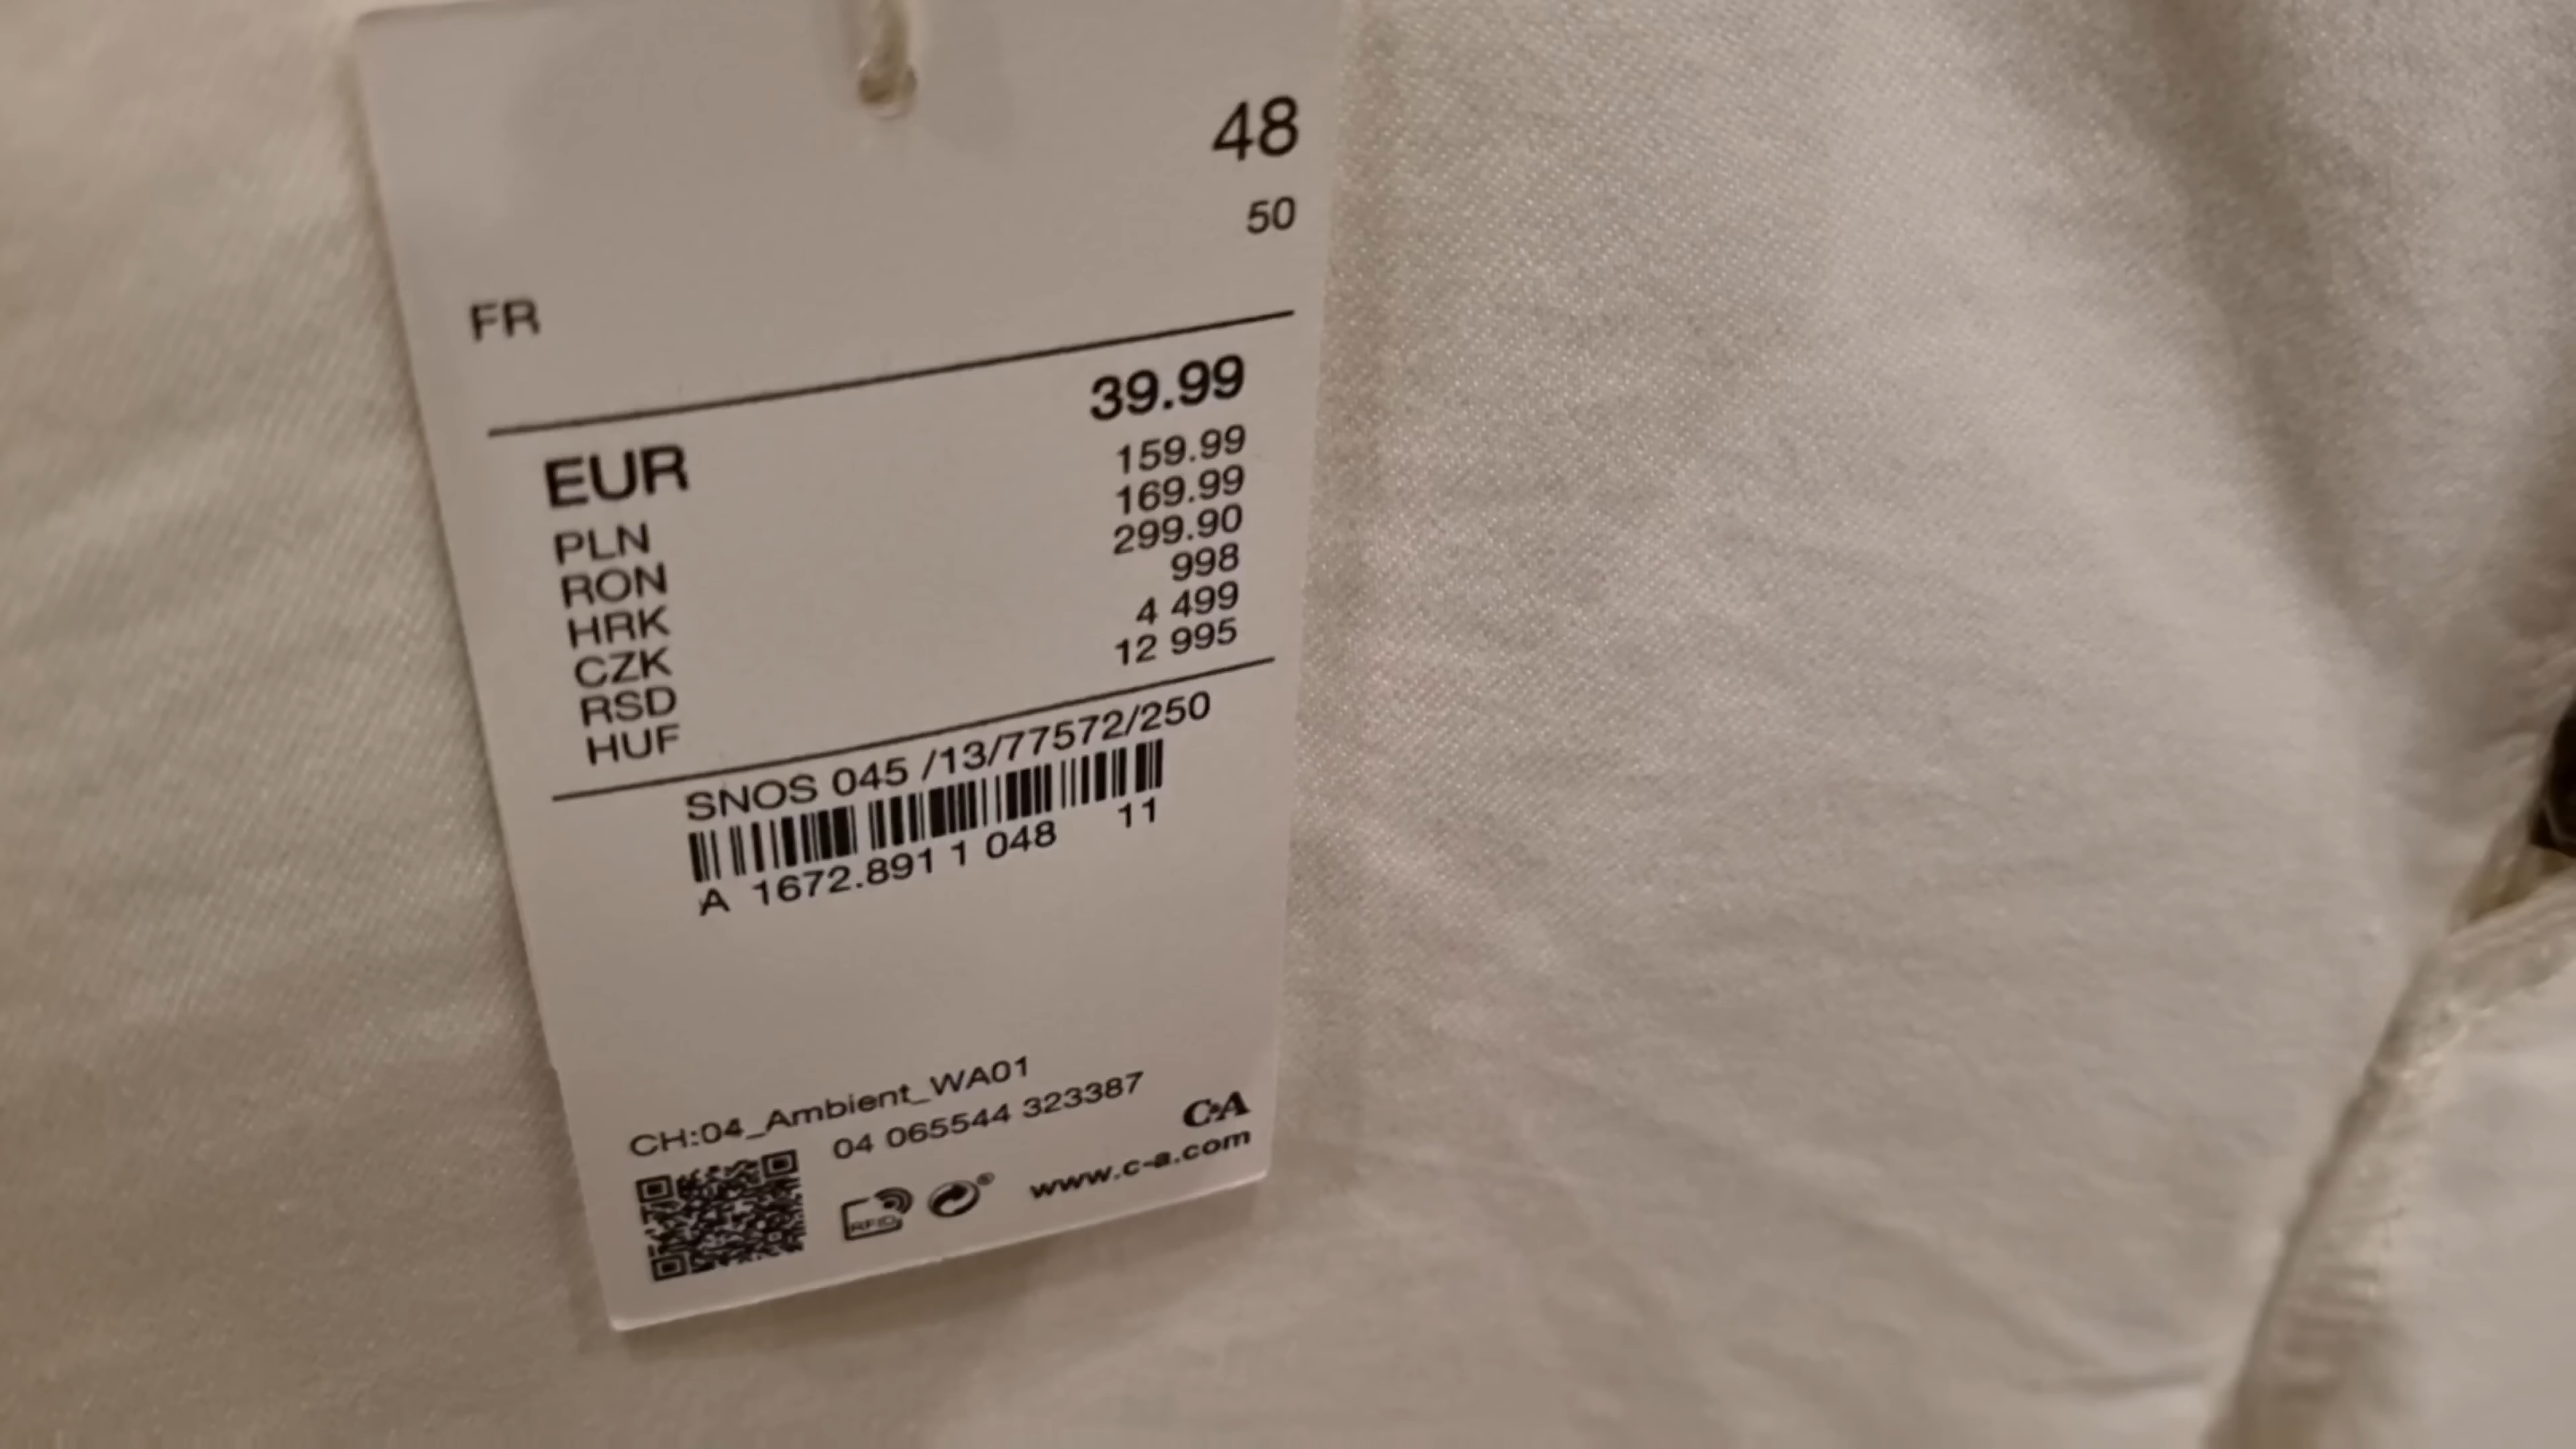 48
FR 50
EUR 39.99
PLN 159.99
RON 169.99
HRK 299.90
CZK 998
RSD 4 499
HUF 12 995
SNOS 045 /13/77572/250
A 1672.891 1 048 11
CH:04_Ambient_WA01
04 065544 323387
C&A
RFID ® www.c-a.com